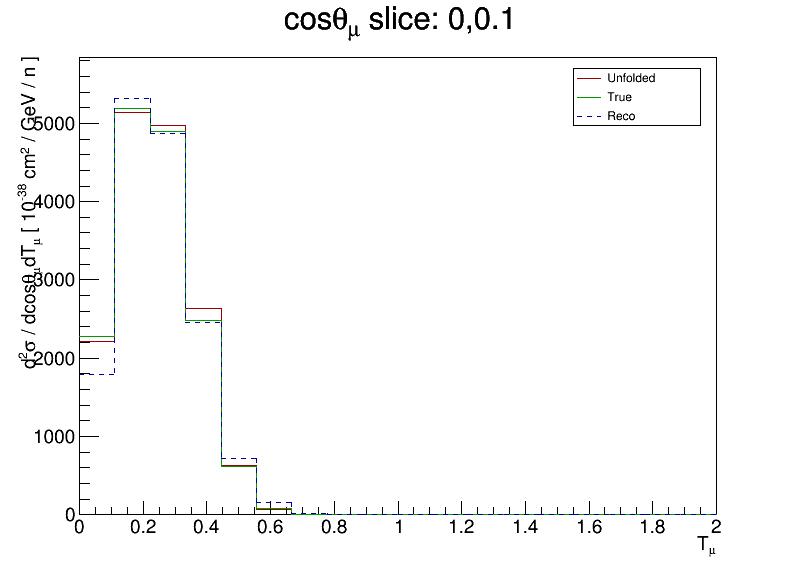 cosθμ slice: 0,0.1
d²σ / dcosθμdTμ [ 10⁻³⁸ cm² / GeV / n ]
Unfolded
True
Reco
5000
4000
3000
2000
1000
0
0 0.2 0.4 0.6 0.8 1 1.2 1.4 1.6 1.8 2
Tμ